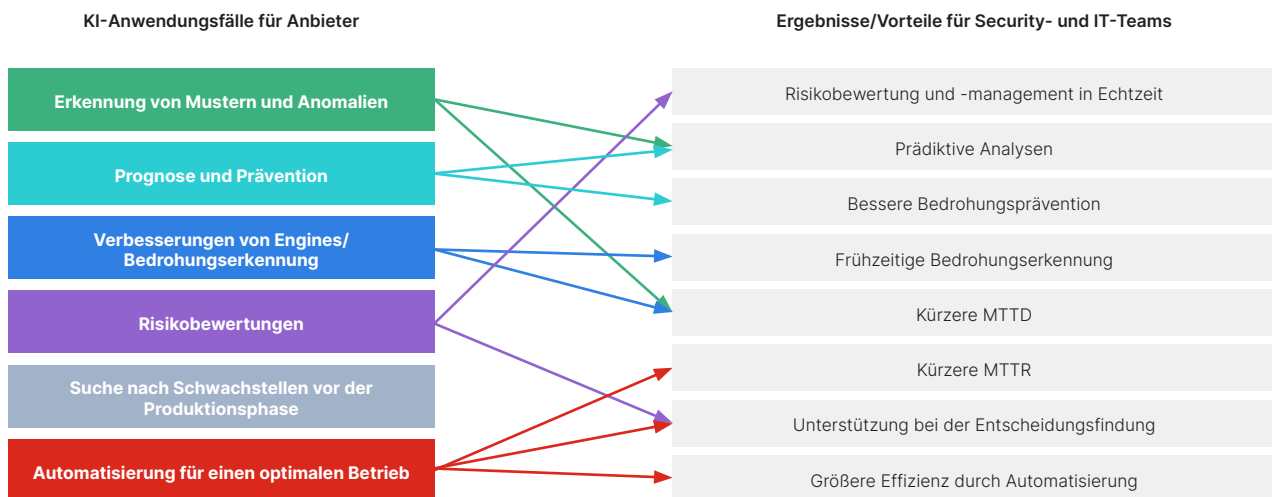 KI-Anwendungsfälle für Anbieter
Erkennung von Mustern und Anomalien
Prognose und Prävention
Verbesserungen von Engines/
Bedrohungserkennung
Risikobewertungen
Suche nach Schwachstellen vor der
Produktionsphase
Automatisierung für einen optimalen Betrieb
Ergebnisse/Vorteile für Security- und IT-Teams
Risikobewertung und -management in Echtzeit
Prädiktive Analysen
Bessere Bedrohungsprävention
Frühzeitige Bedrohungserkennung
Kürzere MTTD
Kürzere MTTR
Unterstützung bei der Entscheidungsfindung
Größere Effizienz durch Automatisierung